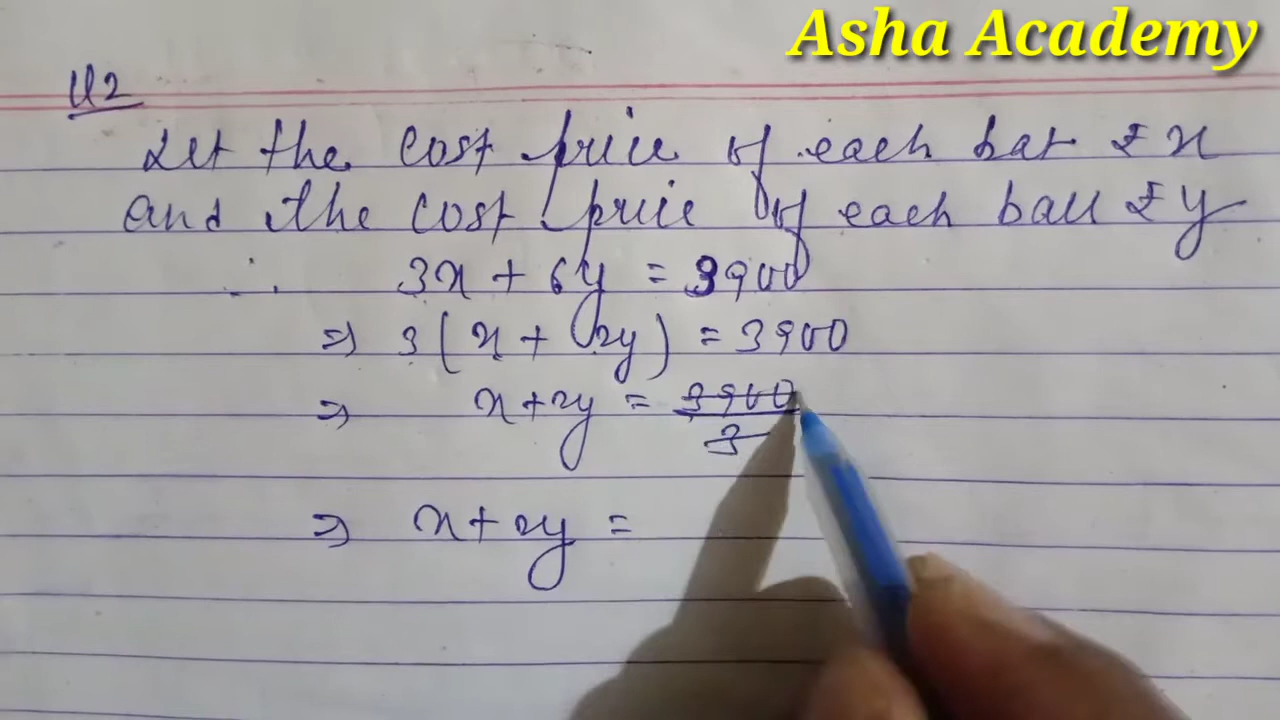 Asha Academy
U2
Let the cost price of each bat ₹ x
and the cost price of each ball ₹ y
∴ 3x + 6y = 3900
⇒ 3(x + 2y) = 3900
⇒ x + 2y = 3900/3
⇒ x + 2y =